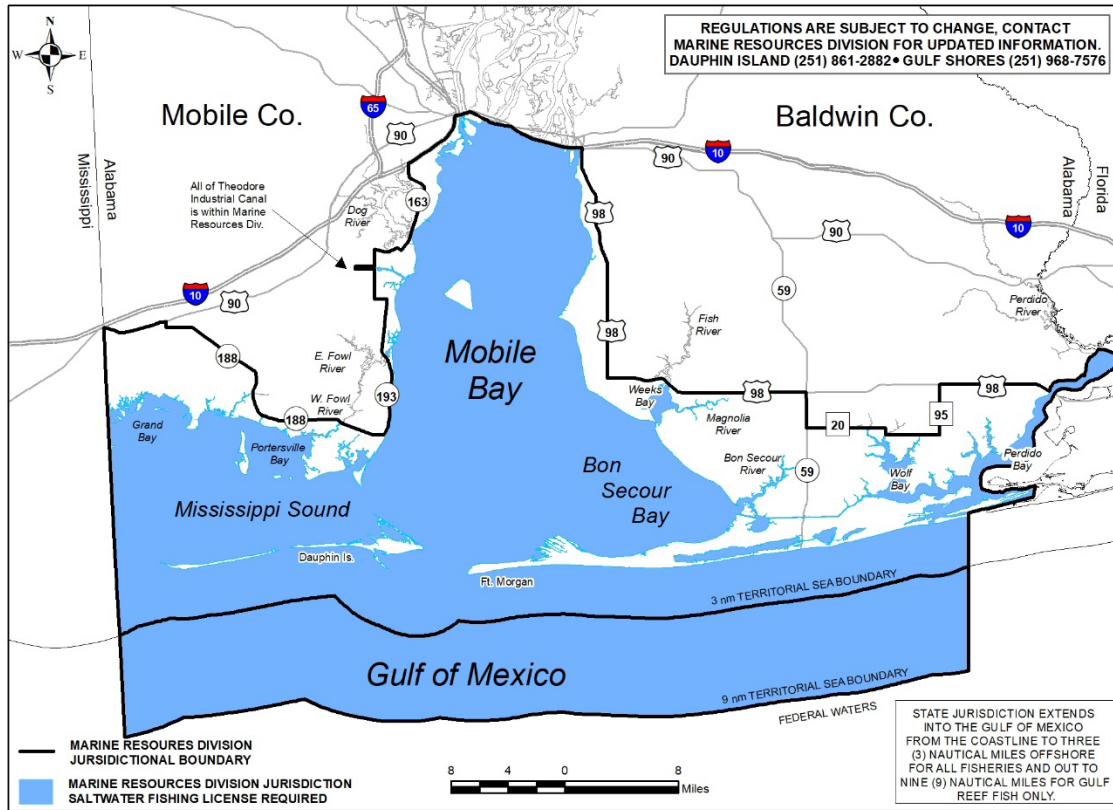 REGULATIONS ARE SUBJECT TO CHANGE, CONTACT
MARINE RESOURCES DIVISION FOR UPDATED INFORMATION.
DAUPHIN ISLAND (251) 861-2882• GULF SHORES (251) 968-7576
N
W
E
S
Mobile Co.
Baldwin Co.
65
90
90
10
Alabama
Mississippi
Florida
Alabama
All of Theodore
Industrial Canal
is within Marine
Resources Div.
Dog
River
163
98
90
10
59
10
90
98
Fish
River
Perdido
River
188
E. Fowl
River
Mobile
Bay
W. Fowl
River
193
188
Weeks
Bay
98
Magnolia
River
98
95
20
Grand
Bay
Portersville
Bay
Bon Secour
River
59
Wolf
Bay
Perdido
Bay
Bon
Secour
Bay
Mississippi Sound
Dauphin Is.
Ft. Morgan
3 nm TERRITORIAL SEA BOUNDARY
Gulf of Mexico
9 nm TERRITORIAL SEA BOUNDARY
FEDERAL WATERS
MARINE RESOURES DIVISION
JURSIDICTIONAL BOUNDARY
MARINE RESOURCES DIVISION JURISDICTION
SALTWATER FISHING LICENSE REQUIRED
8 4 0 8
Miles
STATE JURISDICTION EXTENDS
INTO THE GULF OF MEXICO
FROM THE COASTLINE TO THREE
(3) NAUTICAL MILES OFFSHORE
FOR ALL FISHERIES AND OUT TO
NINE (9) NAUTICAL MILES FOR GULF
REEF FISH ONLY.